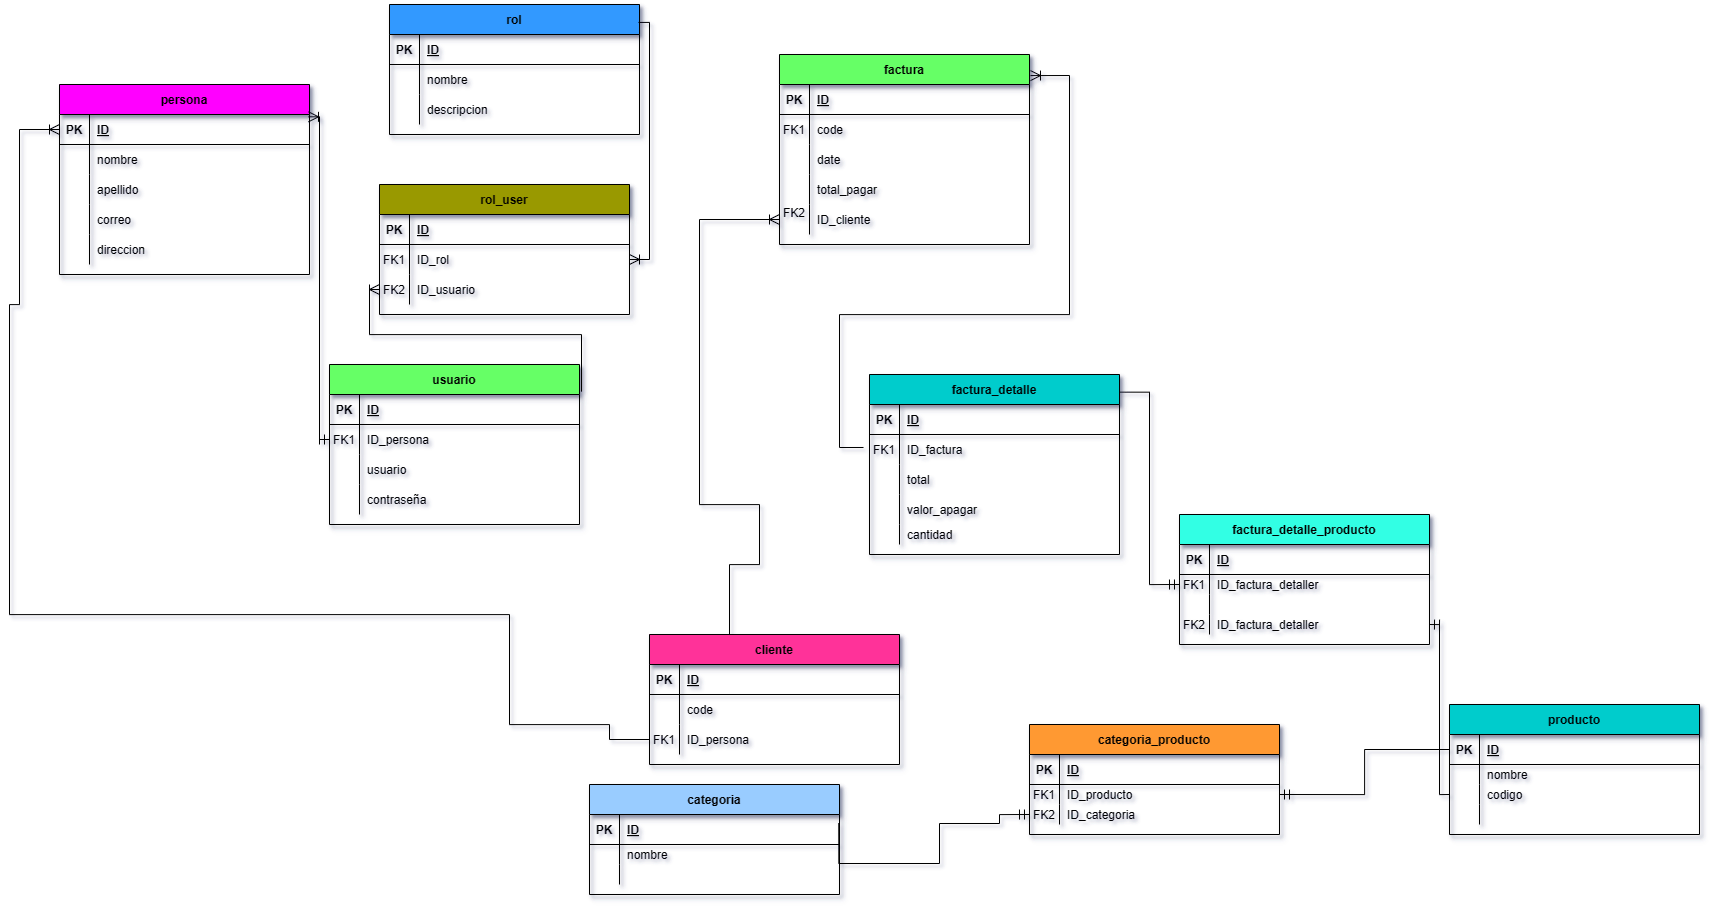 rol
PK ID
nombre
descripcion
persona
PK ID
nombre
apellido
correo
direccion
rol_user
PK ID
FK1 ID_rol
FK2 ID_usuario
usuario
PK ID
FK1 ID_persona
usuario
contraseña
factura
PK ID
FK1 code
date
total_pagar
FK2 ID_cliente
factura_detalle
PK ID
FK1 ID_factura
total
valor_apagar
cantidad
factura_detalle_producto
PK ID
FK1 ID_factura_detaller
FK2 ID_factura_detaller
cliente
PK ID
code
FK1 ID_persona
categoria_producto
PK ID
FK1 ID_producto
FK2 ID_categoria
producto
PK ID
nombre
codigo
categoria
PK ID
nombre